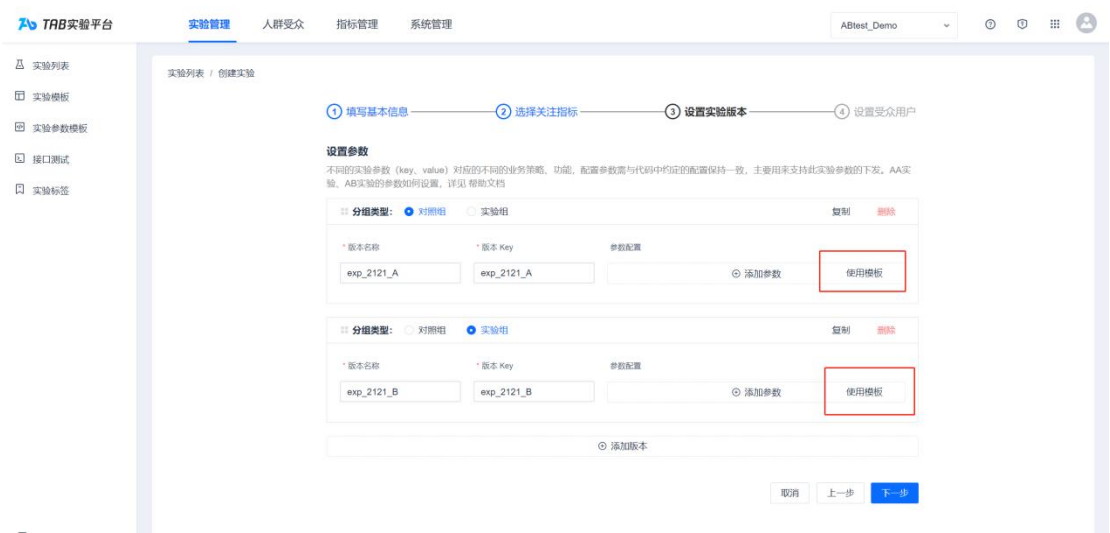 TAB实验平台 实验管理 人群受众 指标管理 系统管理 ABtest_Demo
实验列表
实验模板
实验参数模板
接口测试
实验标签
实验列表 / 创建实验
1 填写基本信息 2 选择关注指标 3 设置实验版本 4 设置受众用户
设置参数
不同的实验参数（key、value）对应的不同的业务策略、功能，配置参数需与代码中约定的配置保持一致，主要用来支持此实验参数的下发。AA实
验、AB实验的参数如何设置，详见 帮助文档
分组类型： 对照组 实验组 复制 删除
* 版本名称 * 版本 Key 参数配置
exp_2121_A exp_2121_A 添加参数 使用模板
分组类型： 对照组 实验组 复制 删除
* 版本名称 * 版本 Key 参数配置
exp_2121_B exp_2121_B 添加参数 使用模板
添加版本
取消 上一步 下一步